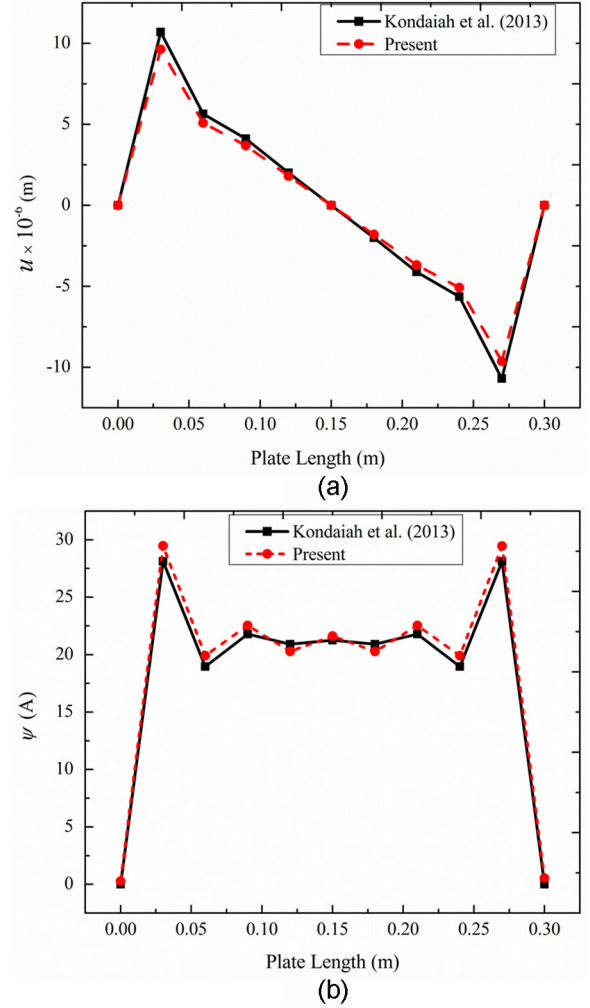 Kondaiah et al. (2013)
Present
10
5
0
-5
-10
u × 10⁻⁶ (m)
0.00 0.05 0.10 0.15 0.20 0.25 0.30
Plate Length (m)
(a)
Kondaiah et al. (2013)
Present
30
25
20
15
10
5
0
ψ (A)
0.00 0.05 0.10 0.15 0.20 0.25 0.30
Plate Length (m)
(b)